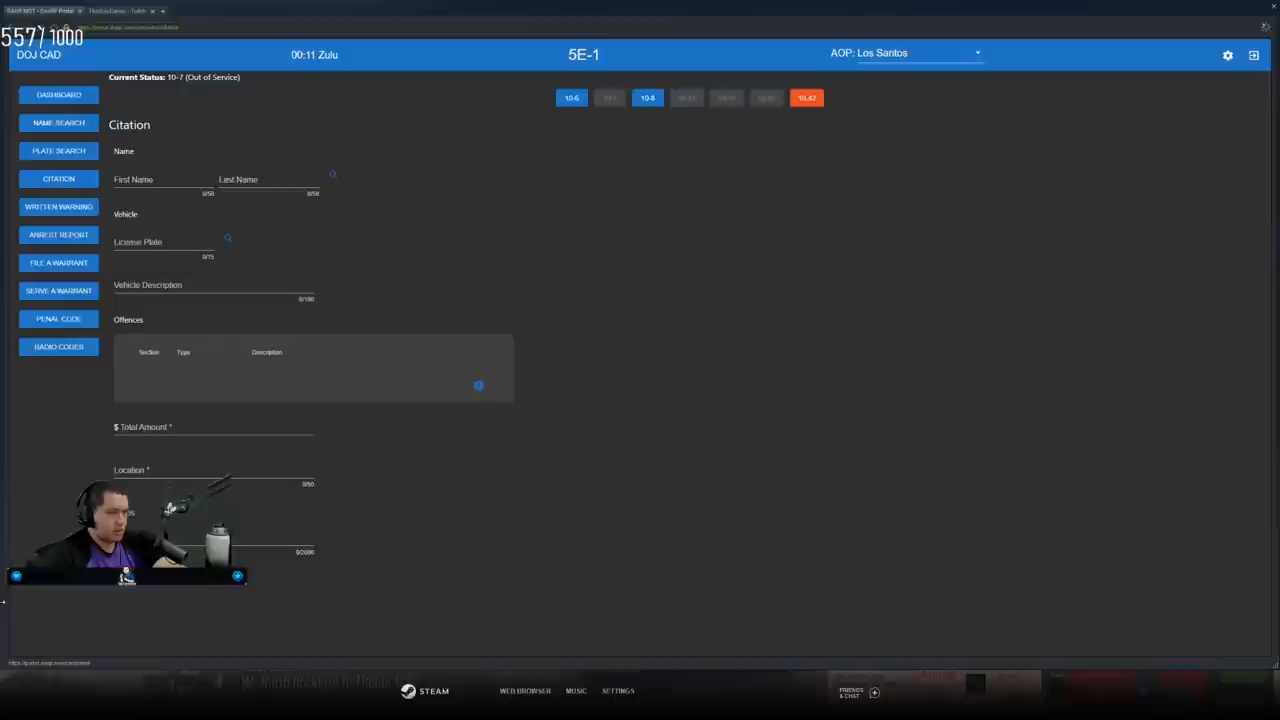 557/1000
DOJ CAD
00:11 Zulu
5E-1
AOP: Los Santos
Current Status: 10-7 (Out of Service)
10-6
10-8
10-42
DASHBOARD
NAME SEARCH
PLATE SEARCH
CITATION
WRITTEN WARNING
ARREST REPORT
FILE A WARRANT
SERVE A WARRANT
PENAL CODE
RADIO CODES
Citation
Name
First Name
Last Name
0/50
0/50
Vehicle
License Plate
0/15
Vehicle Description
0/100
Offences
Section
Type
Description
$ Total Amount *
Location *
0/50
0/2000
STEAM
WEB BROWSER
MUSIC
SETTINGS
FRIENDS
& CHAT